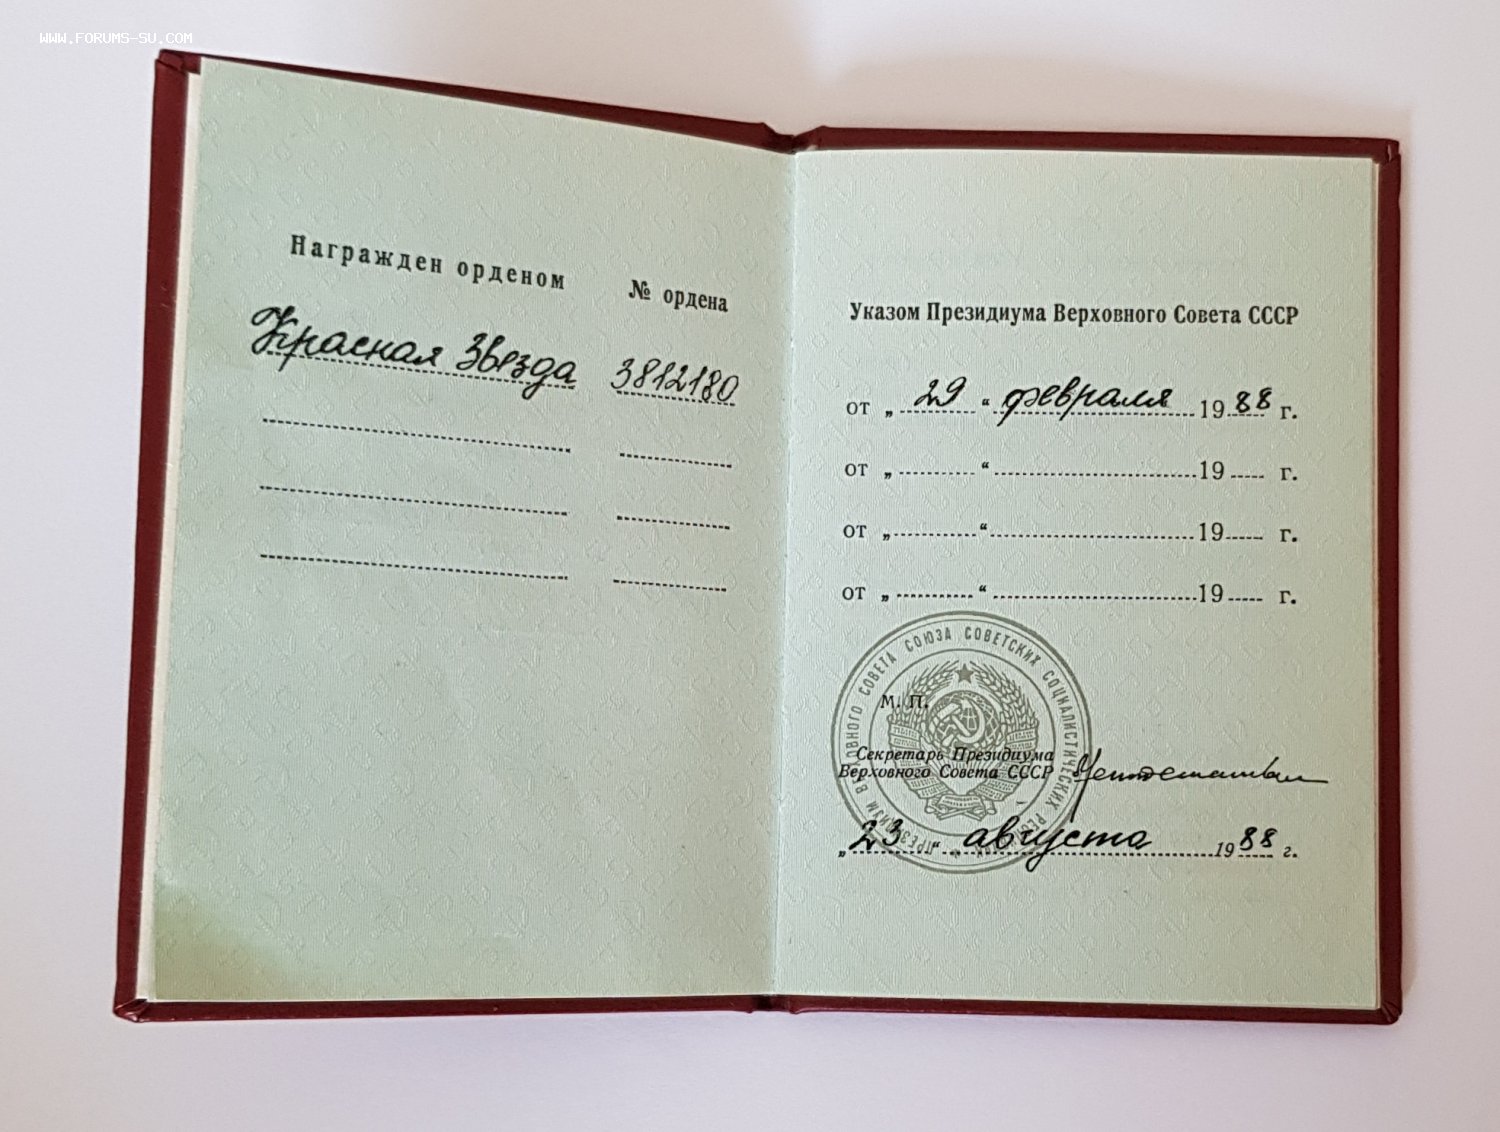 WWW.FORUMS-SU.COM
Награжден орденом № ордена
Красная Звезда 3812180
Указом Президиума Верховного Совета СССР
от „29“ февраля 1988 г.
от „ “ 19 г.
от „ “ 19 г.
от „ “ 19 г.
ПРЕЗИДИУМ ВЕРХОВНОГО СОВЕТА СОЮЗА СОВЕТСКИХ СОЦИАЛИСТИЧЕСКИХ
М. П.
Секретарь Президиума
Верховного Совета СССР
„23“ августа 1988 г.